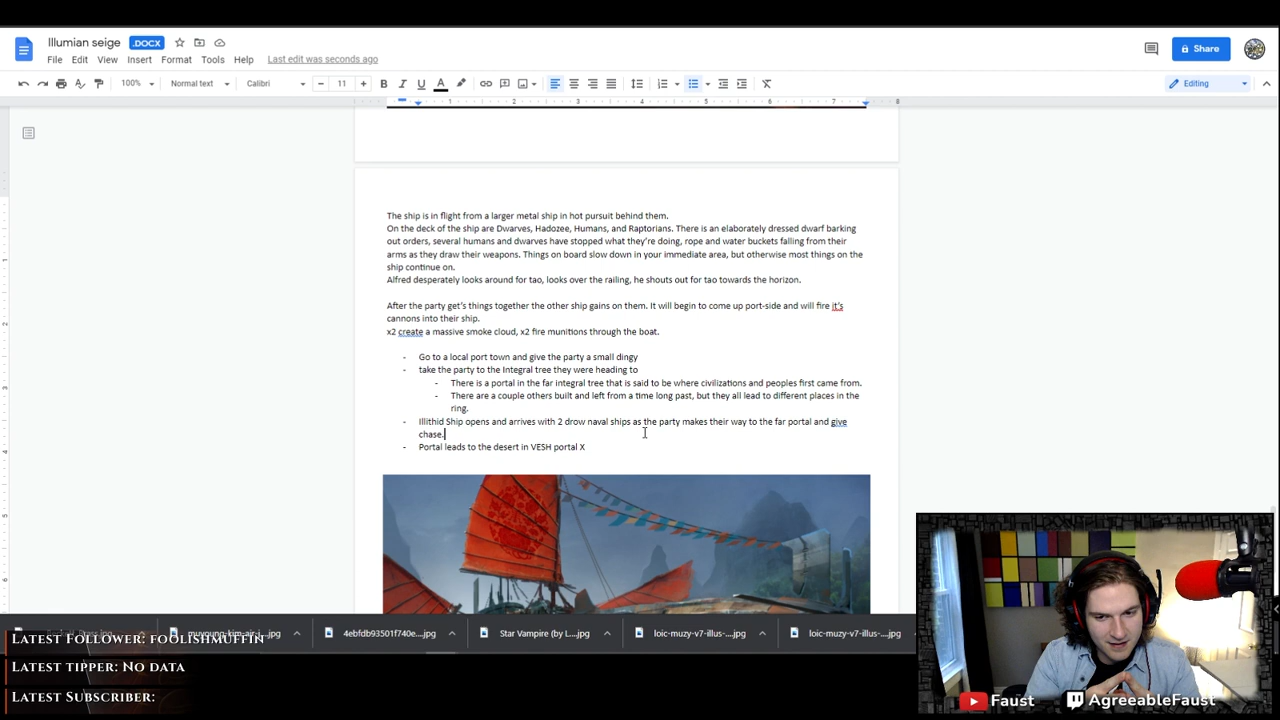 Illumian seige .DOCX
File Edit View Insert Format Tools Help Last edit was seconds ago
Share
100% Normal text Calibri 11 B I U A Editing
1 2 3 4 5 6 7 8
The ship is in flight from a larger metal ship in hot pursuit behind them.
On the deck of the ship are Dwarves, Hadozee, Humans, and Raptorians. There is an elaborately dressed dwarf barking
out orders, several humans and dwarves have stopped what they're doing, rope and water buckets falling from their
arms as they draw their weapons. Things on board slow down in your immediate area, but otherwise most things on the
ship continue on.
Alfred desperately looks around for tao, looks over the railing, he shouts out for tao towards the horizon.
After the party get's things together the other ship gains on them. It will begin to come up port-side and will fire it's
cannons into their ship.
x2 create a massive smoke cloud, x2 fire munitions through the boat.
- Go to a local port town and give the party a small dingy
- take the party to the Integral tree they were heading to
- There is a portal in the far integral tree that is said to be where civilizations and peoples first came from.
- There are a couple others built and left from a time long past, but they all lead to different places in the
ring.
- Illithid Ship opens and arrives with 2 drow naval ships as the party makes their way to the far portal and give
chase.
- Portal leads to the desert in VESH portal X
4ebfdb93501f740e....jpg Star Vampire (by L....jpg loic-muzy-v7-illus-....jpg loic-muzy-v7-illus-....jpg
Latest Follower: foolishmuffin
Latest tipper: No data
Latest Subscriber:
Faust AgreeableFaust